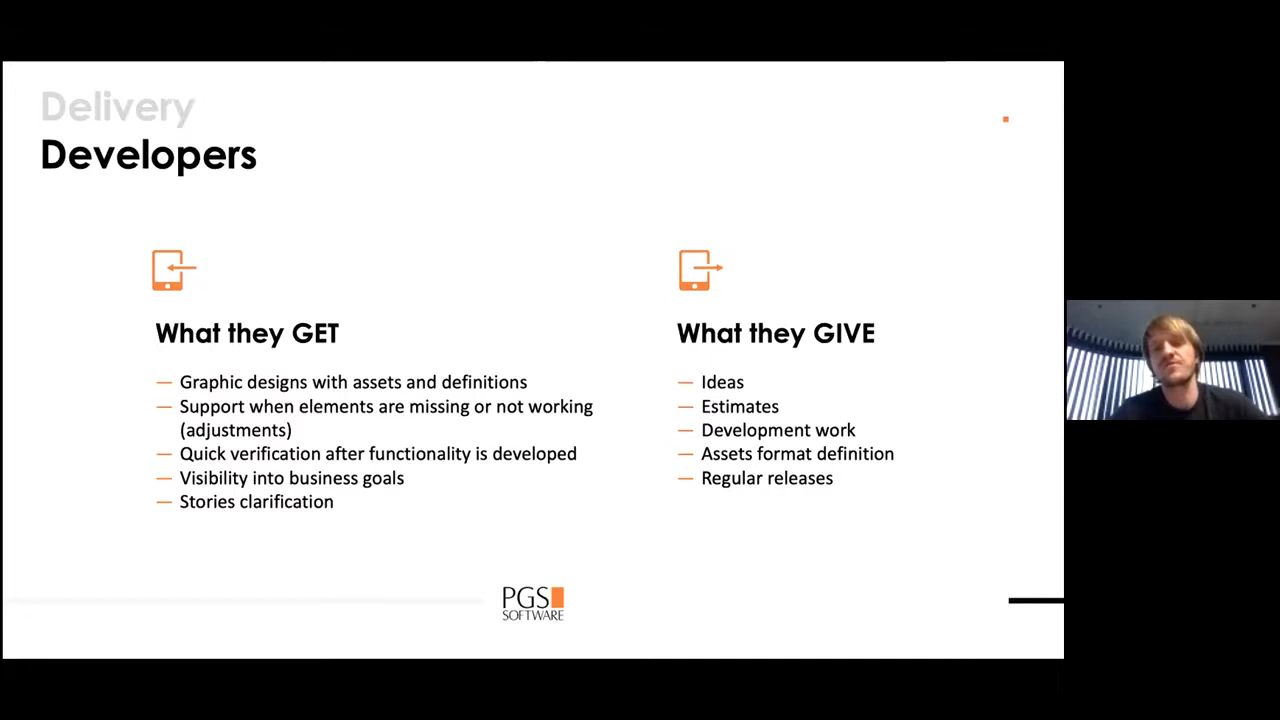 Delivery
Developers
What they GET
— Graphic designs with assets and definitions
— Support when elements are missing or not working
(adjustments)
— Quick verification after functionality is developed
— Visibility into business goals
— Stories clarification
What they GIVE
— Ideas
— Estimates
— Development work
— Assets format definition
— Regular releases
PGS
SOFTWARE